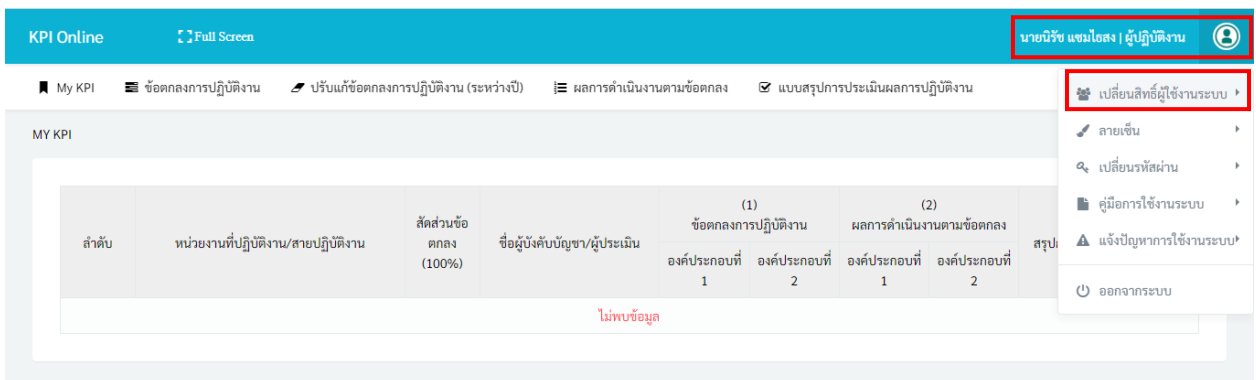 KPI Online
Full Screen
นายนิรัช แซมไธสง | ผู้ปฏิบัติงาน
My KPI
ข้อตกลงการปฏิบัติงาน
ปรับแก้ข้อตกลงการปฏิบัติงาน (ระหว่างปี)
ผลการดำเนินงานตามข้อตกลง
แบบสรุปการประเมินผลการปฏิบัติงาน
เปลี่ยนสิทธิ์ผู้ใช้งานระบบ
ลายเซ็น
เปลี่ยนรหัสผ่าน
คู่มือการใช้งานระบบ
แจ้งปัญหาการใช้งานระบบ
ออกจากระบบ
MY KPI
ลำดับ
หน่วยงานที่ปฏิบัติงาน/สายปฏิบัติงาน
สัดส่วนข้อ
ตกลง
(100%)
ชื่อผู้บังคับบัญชา/ผู้ประเมิน
(1)
ข้อตกลงการปฏิบัติงาน
(2)
ผลการดำเนินงานตามข้อตกลง
องค์ประกอบที่
1
องค์ประกอบที่
2
องค์ประกอบที่
1
องค์ประกอบที่
2
ไม่พบข้อมูล